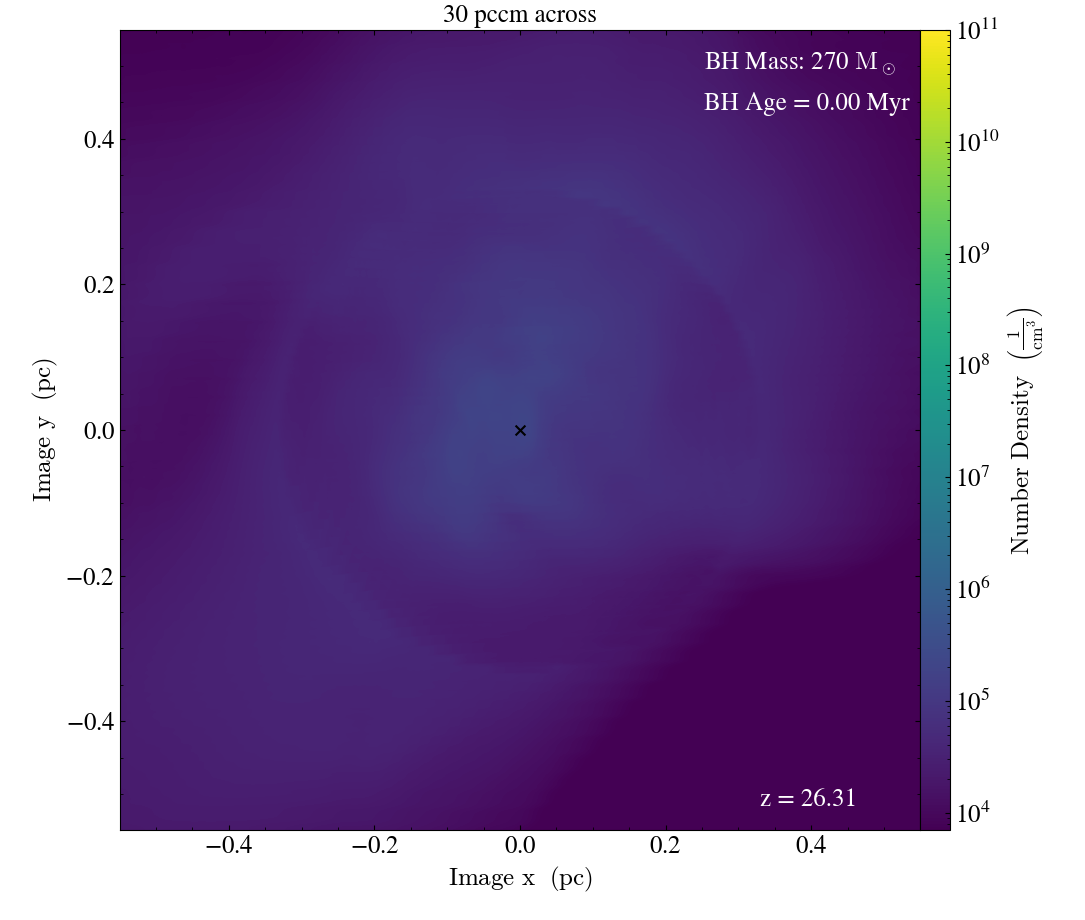 30 pccm across
BH Mass: 270 M☉
BH Age = 0.00 Myr
z = 26.31
0.4
0.2
0.0
−0.2
−0.4
Image y (pc)
−0.4
−0.2
0.0
0.2
0.4
Image x (pc)
10¹¹
10¹⁰
10⁹
10⁸
10⁷
10⁶
10⁵
10⁴
Number Density (1/cm³)